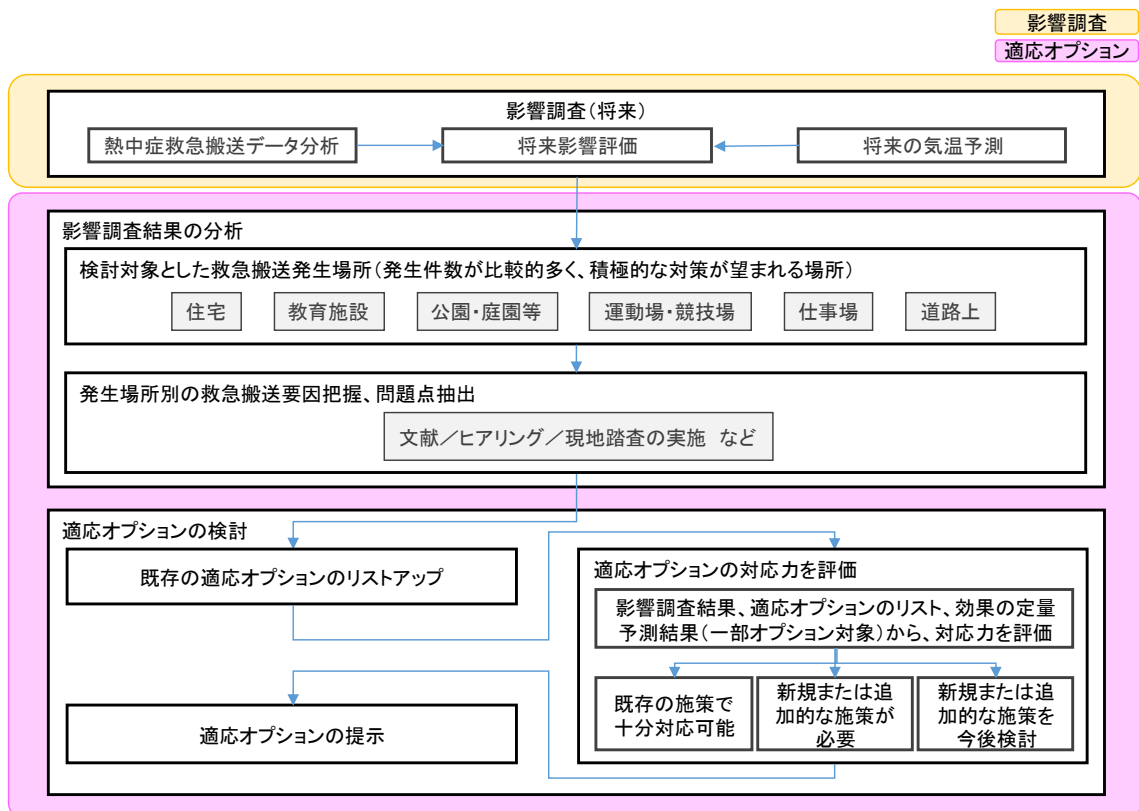 影響調査
適応オプション
影響調査(将来)
熱中症救急搬送データ分析
将来影響評価
将来の気温予測
影響調査結果の分析
検討対象とした救急搬送発生場所(発生件数が比較的多く、積極的な対策が望まれる場所)
住宅
教育施設
公園・庭園等
運動場・競技場
仕事場
道路上
発生場所別の救急搬送要因把握、問題点抽出
文献/ヒアリング/現地踏査の実施 など
適応オプションの検討
既存の適応オプションのリストアップ
適応オプションの対応力を評価
影響調査結果、適応オプションのリスト、効果の定量
予測結果(一部オプション対象)から、対応力を評価
既存の施策で
十分対応可能
新規または追
加的な施策が
必要
新規または追
加的な施策を
今後検討
適応オプションの提示